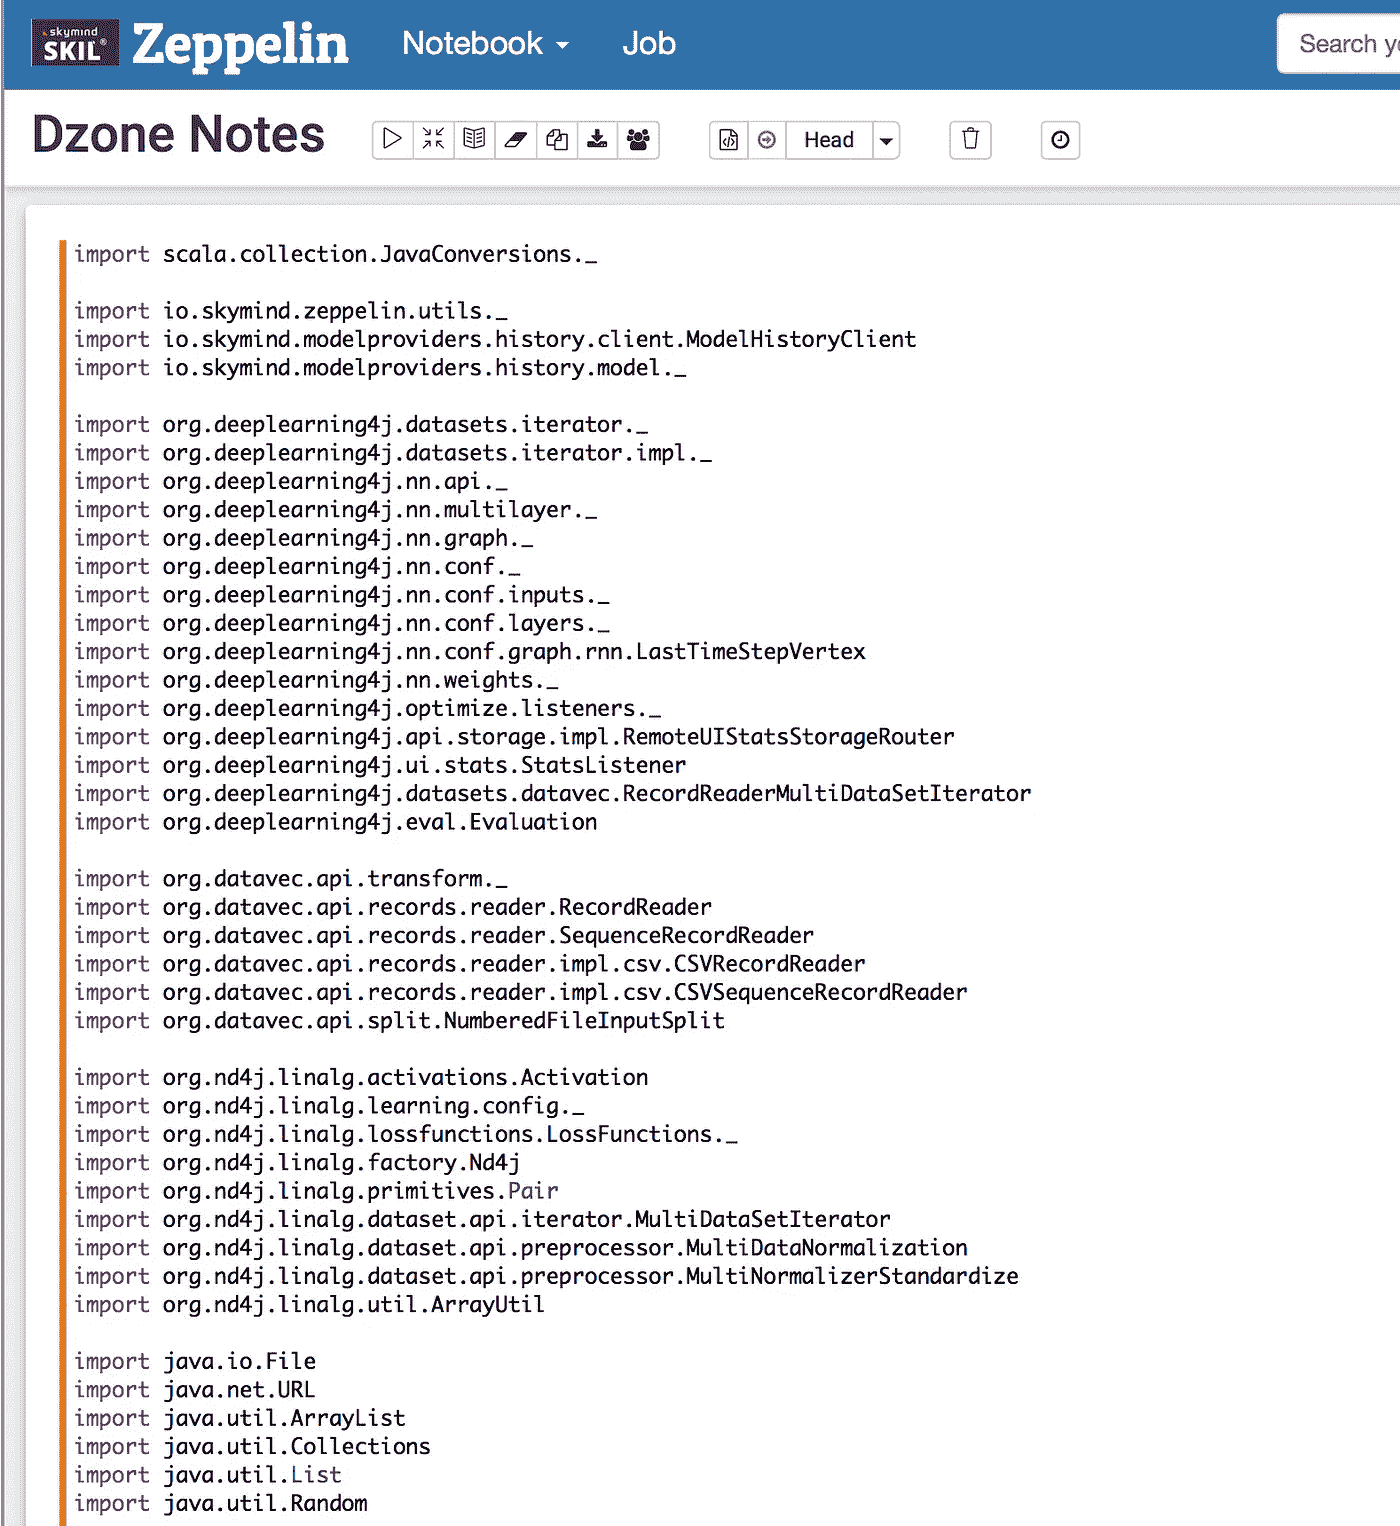 skymind
SKIL® Zeppelin Notebook Job Search yo
Dzone Notes Head
import scala.collection.JavaConversions._
import io.skymind.zeppelin.utils._
import io.skymind.modelproviders.history.client.ModelHistoryClient
import io.skymind.modelproviders.history.model._
import org.deeplearning4j.datasets.iterator._
import org.deeplearning4j.datasets.iterator.impl._
import org.deeplearning4j.nn.api._
import org.deeplearning4j.nn.multilayer._
import org.deeplearning4j.nn.graph._
import org.deeplearning4j.nn.conf._
import org.deeplearning4j.nn.conf.inputs._
import org.deeplearning4j.nn.conf.layers._
import org.deeplearning4j.nn.conf.graph.rnn.LastTimeStepVertex
import org.deeplearning4j.nn.weights._
import org.deeplearning4j.optimize.listeners._
import org.deeplearning4j.api.storage.impl.RemoteUIStatsStorageRouter
import org.deeplearning4j.ui.stats.StatsListener
import org.deeplearning4j.datasets.datavec.RecordReaderMultiDataSetIterator
import org.deeplearning4j.eval.Evaluation
import org.datavec.api.transform._
import org.datavec.api.records.reader.RecordReader
import org.datavec.api.records.reader.SequenceRecordReader
import org.datavec.api.records.reader.impl.csv.CSVRecordReader
import org.datavec.api.records.reader.impl.csv.CSVSequenceRecordReader
import org.datavec.api.split.NumberedFileInputSplit
import org.nd4j.linalg.activations.Activation
import org.nd4j.linalg.learning.config._
import org.nd4j.linalg.lossfunctions.LossFunctions._
import org.nd4j.linalg.factory.Nd4j
import org.nd4j.linalg.primitives.Pair
import org.nd4j.linalg.dataset.api.iterator.MultiDataSetIterator
import org.nd4j.linalg.dataset.api.preprocessor.MultiDataNormalization
import org.nd4j.linalg.dataset.api.preprocessor.MultiNormalizerStandardize
import org.nd4j.linalg.util.ArrayUtil
import java.io.File
import java.net.URL
import java.util.ArrayList
import java.util.Collections
import java.util.List
import java.util.Random